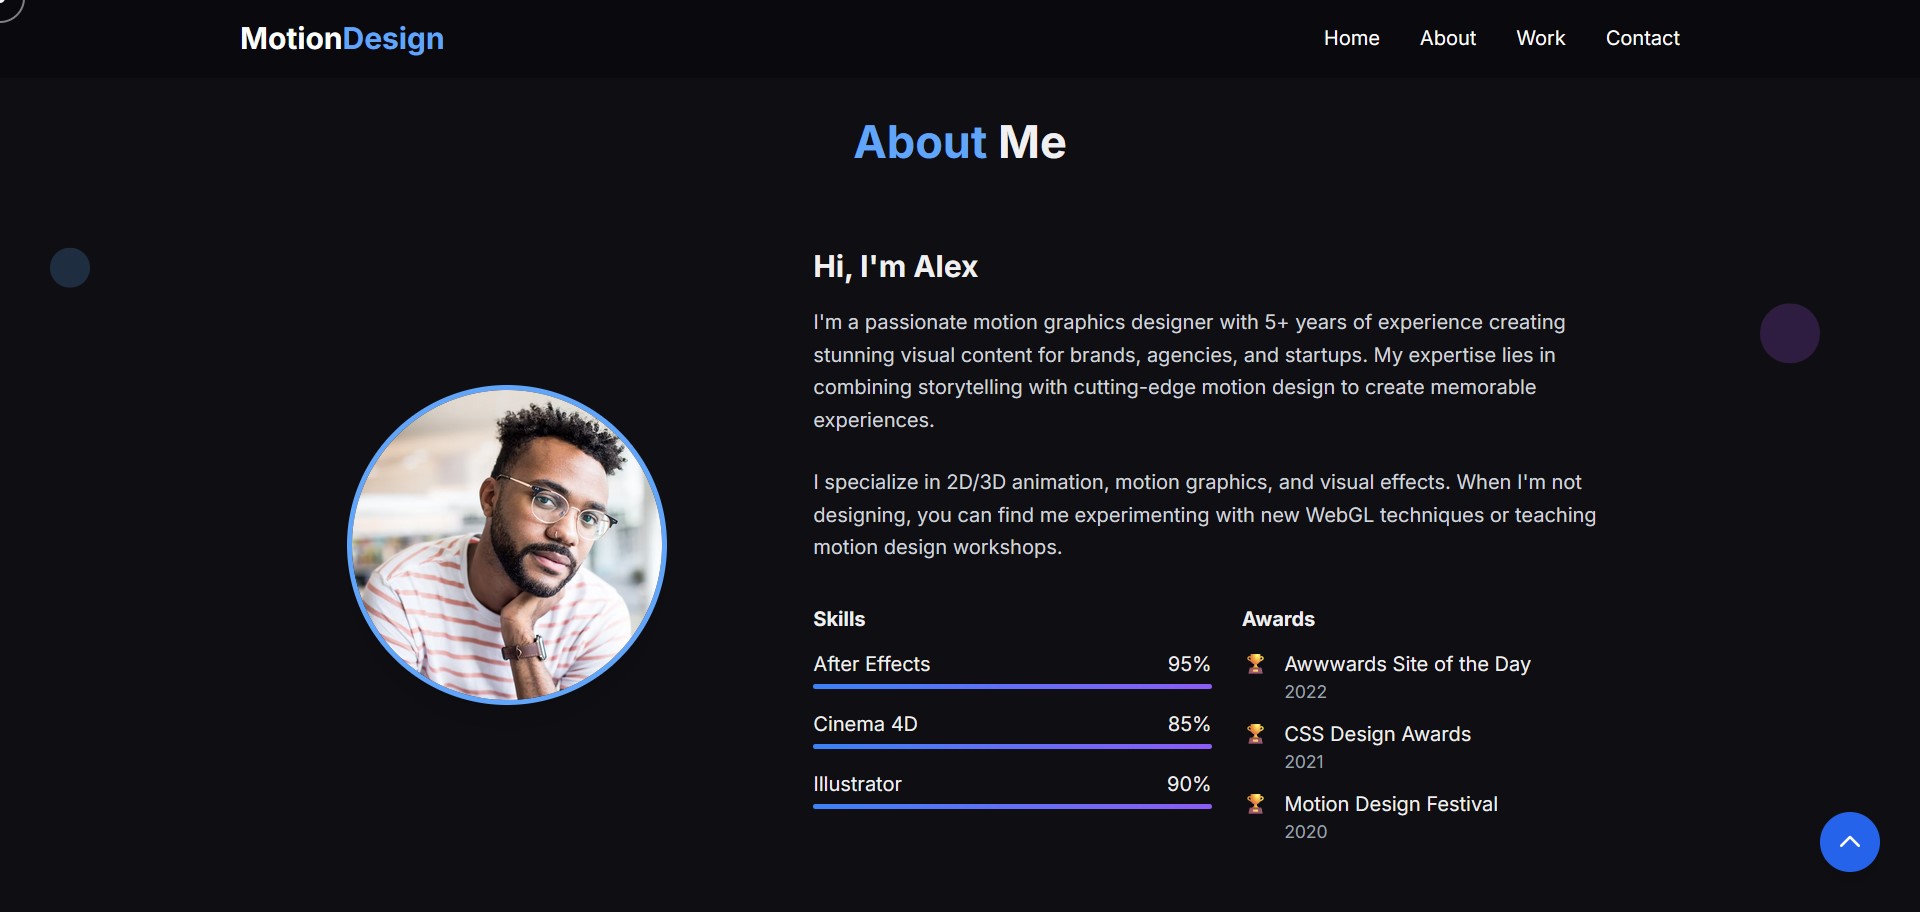 MotionDesign
Home About Work Contact
About Me
Hi, I'm Alex
I'm a passionate motion graphics designer with 5+ years of experience creating
stunning visual content for brands, agencies, and startups. My expertise lies in
combining storytelling with cutting-edge motion design to create memorable
experiences.
I specialize in 2D/3D animation, motion graphics, and visual effects. When I'm not
designing, you can find me experimenting with new WebGL techniques or teaching
motion design workshops.
Skills
After Effects 95%
Cinema 4D 85%
Illustrator 90%
Awards
Awwwards Site of the Day
2022
CSS Design Awards
2021
Motion Design Festival
2020